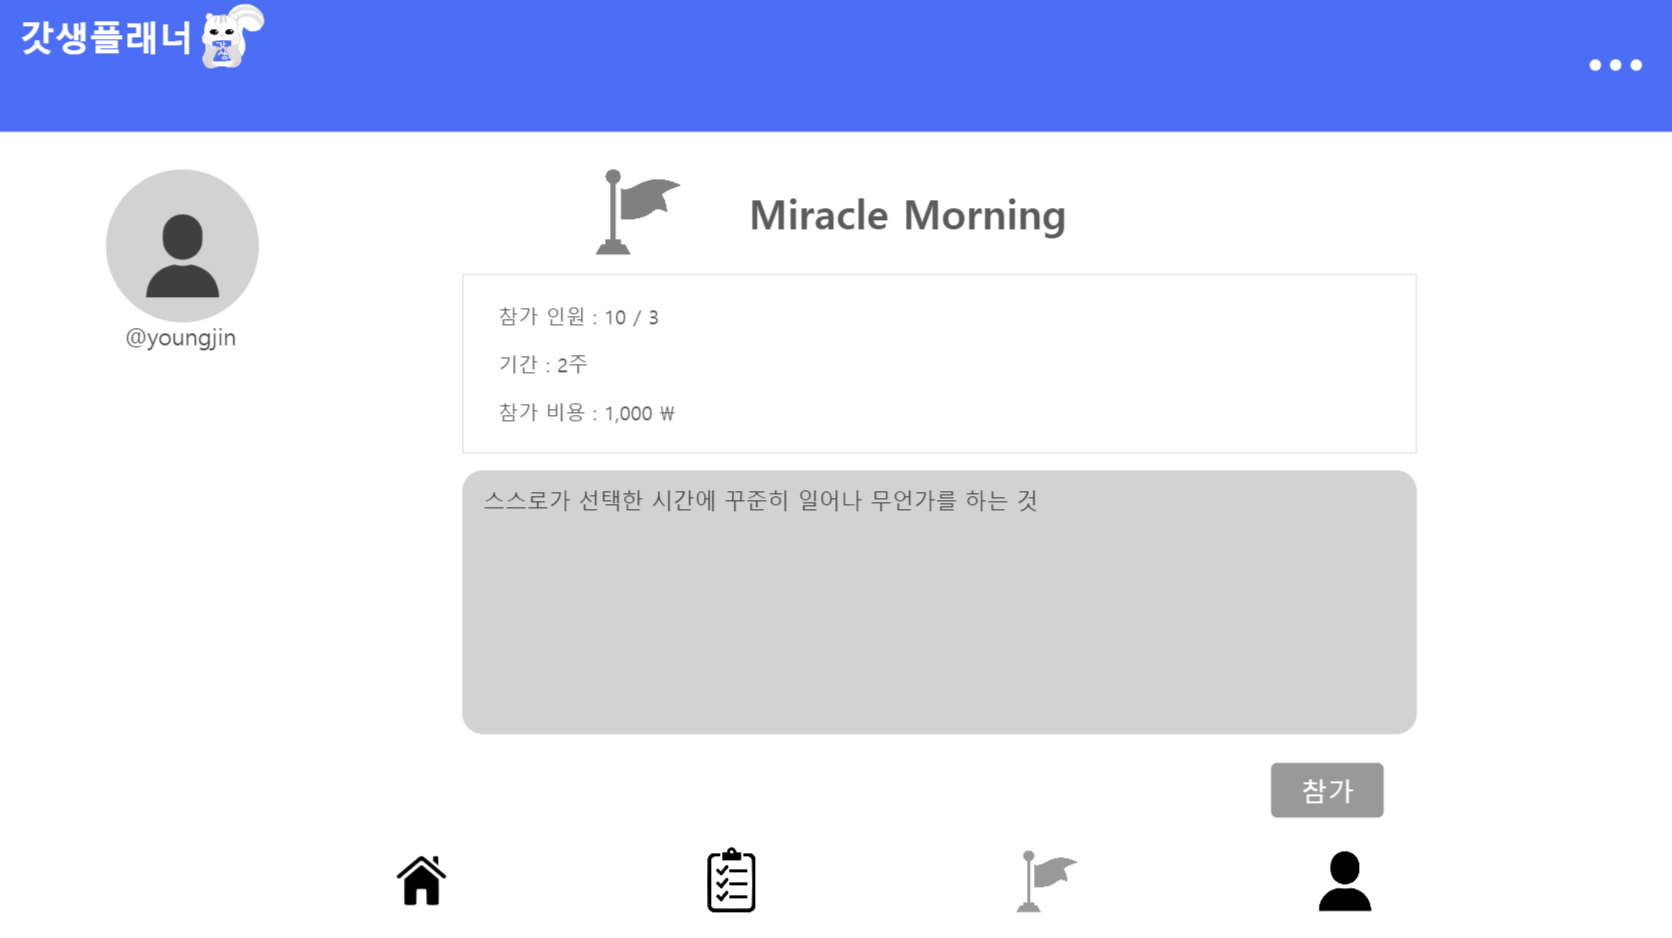 갓생플래너
@youngjin
Miracle Morning
참가 인원 : 10 / 3
기간 : 2주
참가 비용 : 1,000 ₩
스스로가 선택한 시간에 꾸준히 일어나 무언가를 하는 것
참가